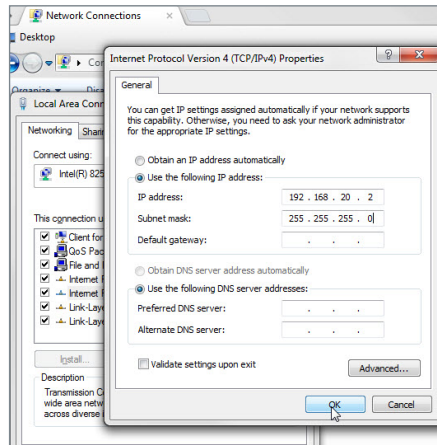 Network Connections
Desktop
Organize
Local Area Conn
Networking
Connect using:
Intel(R) 825
This connection u
Client for
QoS Pac
File and
Internet
Internet
Link-Laye
Link-Laye
Install...
Description
Transmission C
wide area netw
across diverse
Internet Protocol Version 4 (TCP/IPv4) Properties
General
You can get IP settings assigned automatically if your network supports
this capability. Otherwise, you need to ask your network administrator
for the appropriate IP settings.
Obtain an IP address automatically
Use the following IP address:
IP address: 192 . 168 . 20 . 2
Subnet mask: 255 . 255 . 255 . 0
Default gateway: . . .
Obtain DNS server address automatically
Use the following DNS server addresses:
Preferred DNS server: . . .
Alternate DNS server: . . .
Validate settings upon exit
Advanced...
OK Cancel